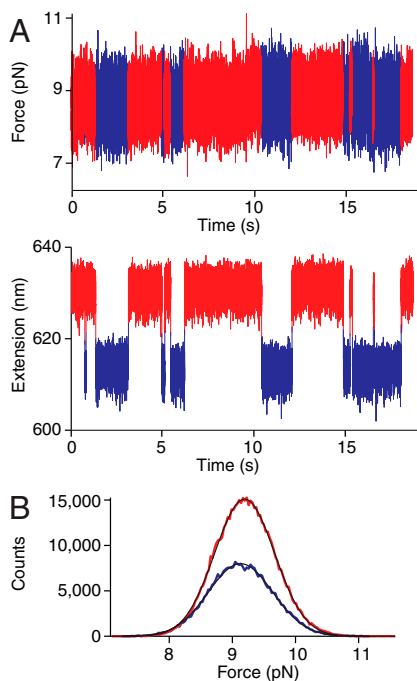 A
Force (pN)
11
9
7
0
5
10
15
Time (s)
Extension (nm)
640
620
600
0
5
10
15
Time (s)
B
Counts
15,000
10,000
5,000
0
8
9
10
11
Force (pN)